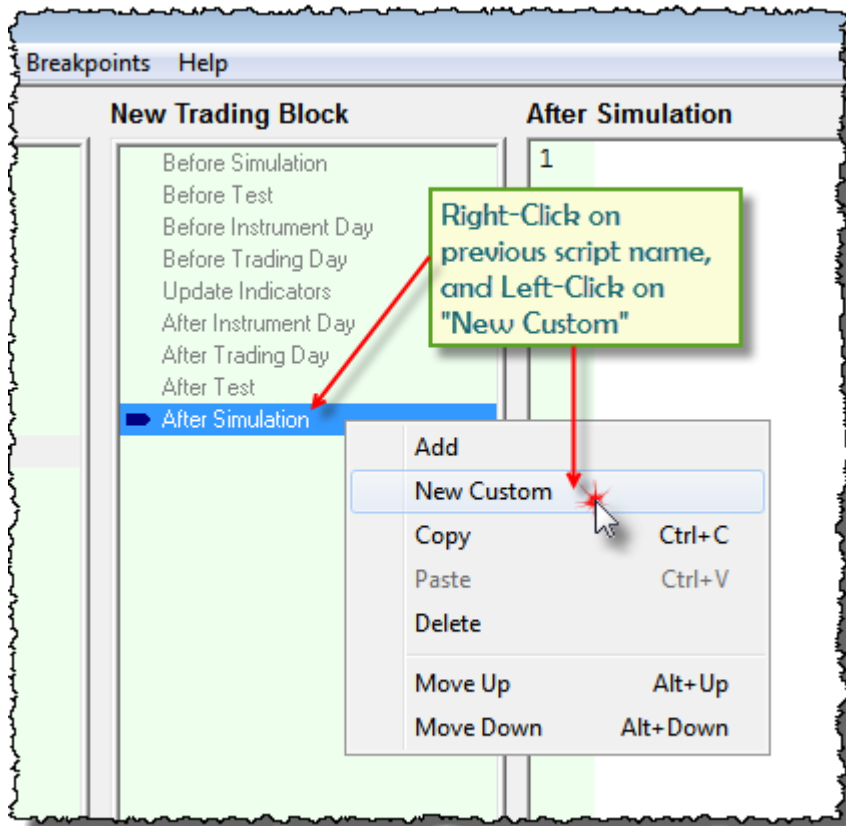 Breakpoints Help
New Trading Block
After Simulation
1
Before Simulation
Before Test
Before Instrument Day
Before Trading Day
Update Indicators
After Instrument Day
After Trading Day
After Test
After Simulation
Right-Click on
previous script name,
and Left-Click on
"New Custom"
Add
New Custom
Copy Ctrl+C
Paste Ctrl+V
Delete
Move Up Alt+Up
Move Down Alt+Down